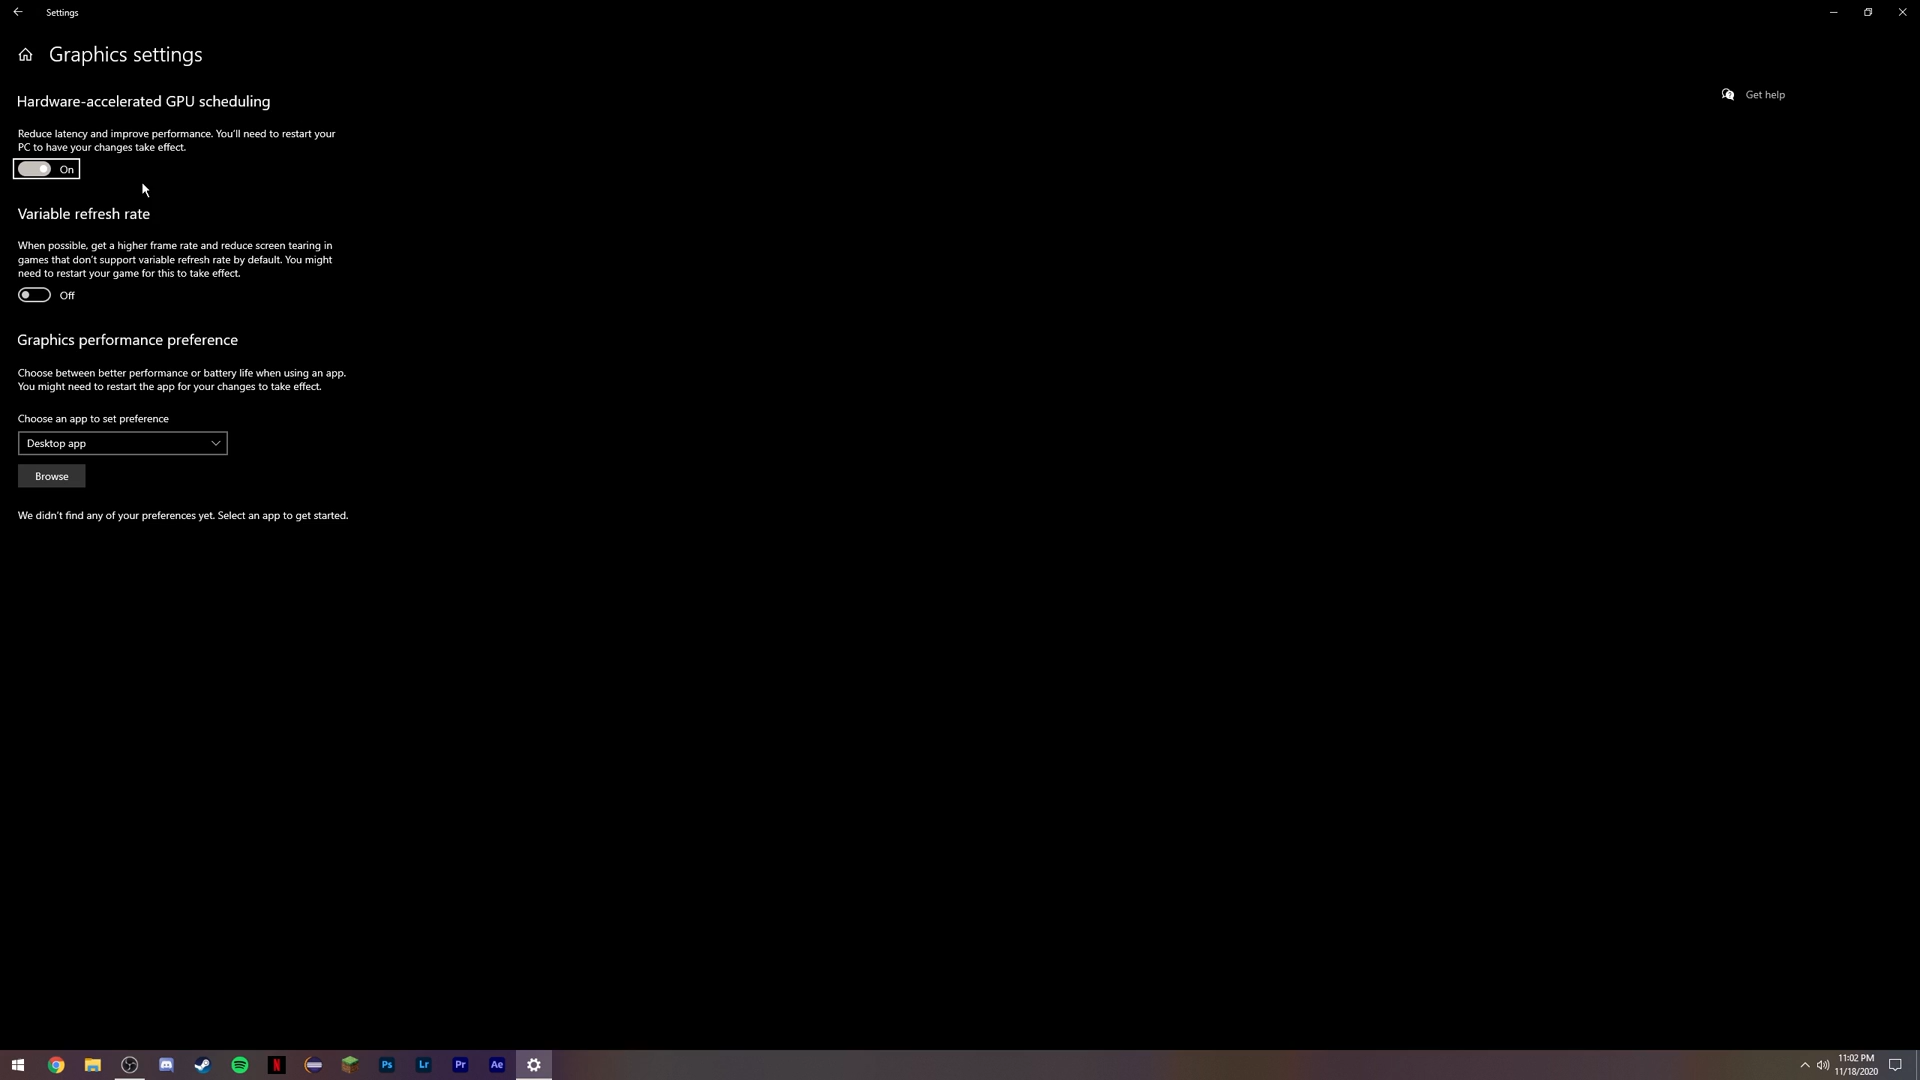 Settings
Graphics settings
Hardware-accelerated GPU scheduling
Get help
Reduce latency and improve performance. You'll need to restart your
PC to have your changes take effect.
On
Variable refresh rate
When possible, get a higher frame rate and reduce screen tearing in
games that don't support variable refresh rate by default. You might
need to restart your game for this to take effect.
Off
Graphics performance preference
Choose between better performance or battery life when using an app.
You might need to restart the app for your changes to take effect.
Choose an app to set preference
Desktop app
Browse
We didn't find any of your preferences yet. Select an app to get started.
N
Ps
Lr
Pr
Ae
11:02 PM
11/18/2020